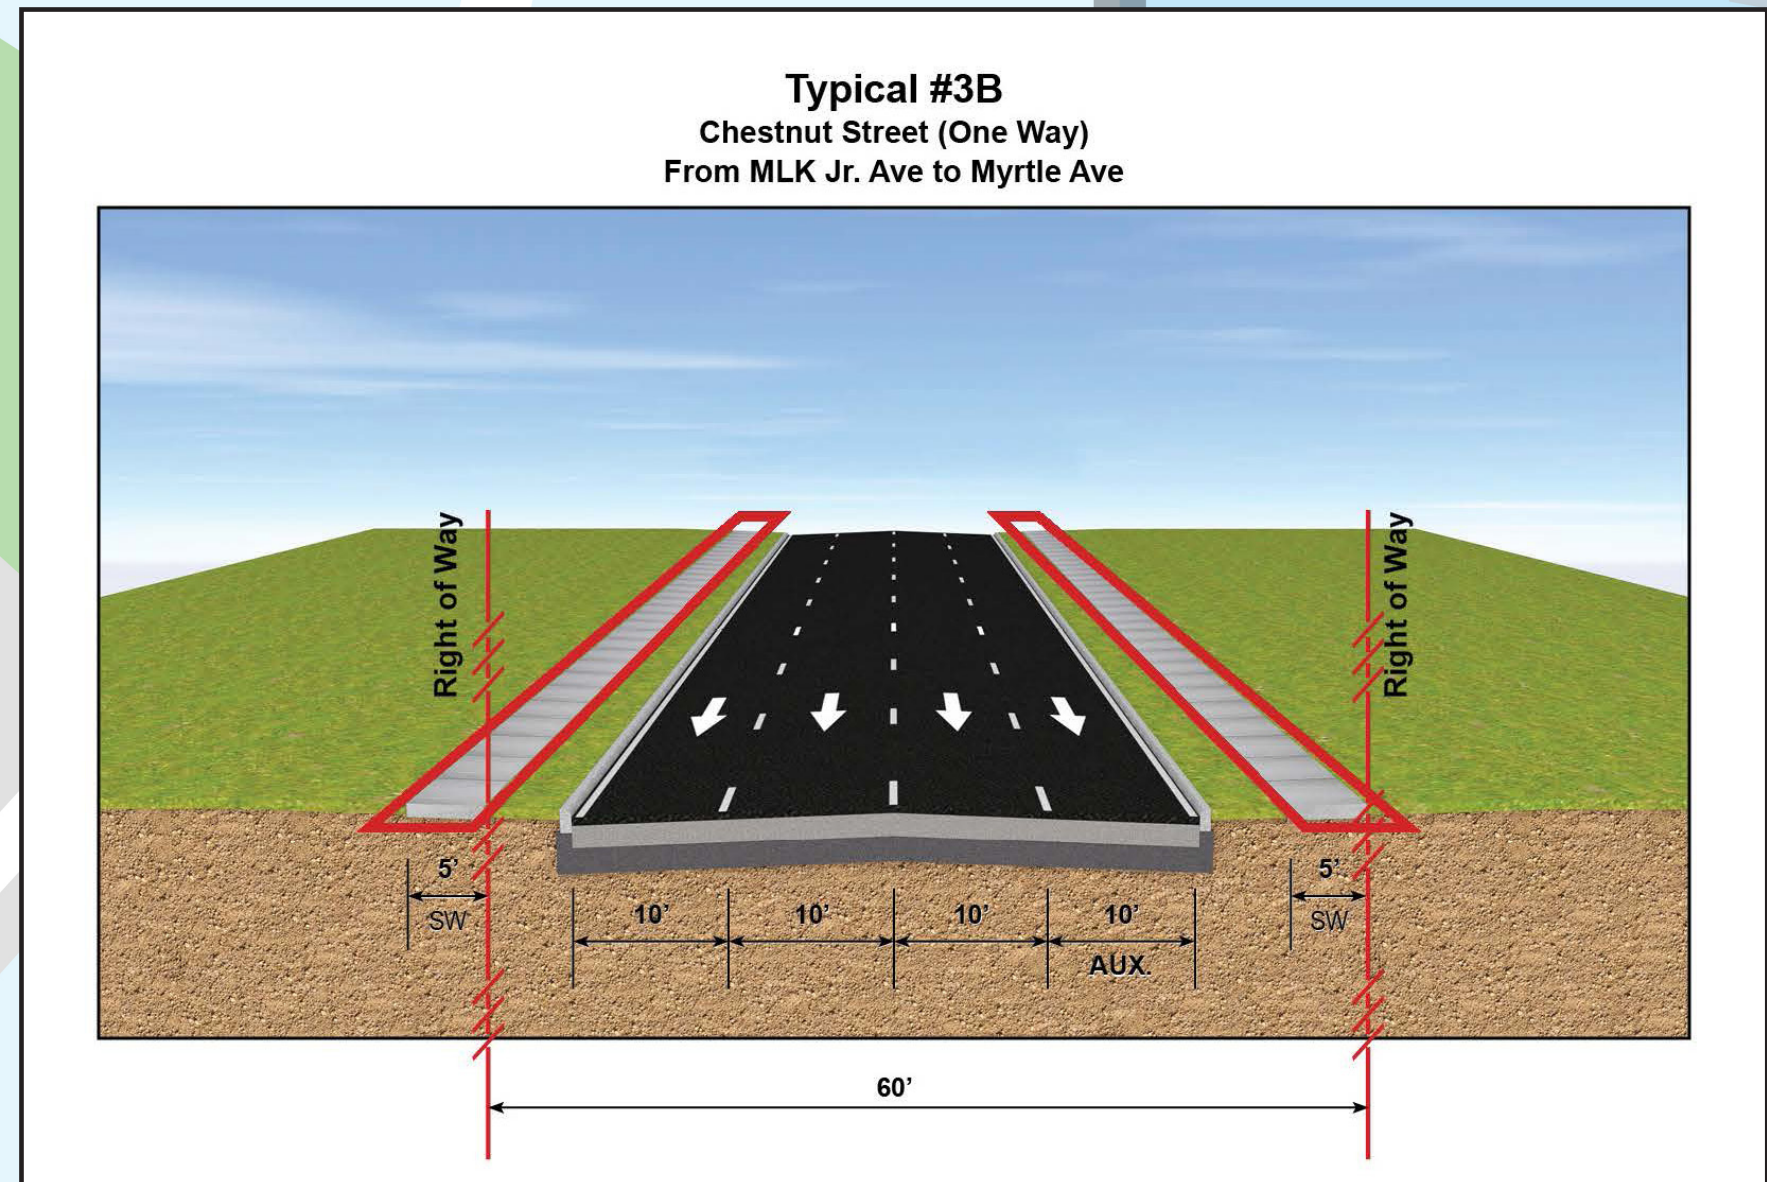 Typical #3B
Chestnut Street (One Way)
From MLK Jr. Ave to Myrtle Ave
Right of Way
Right of Way
5’
SW
10’
10’
10’
10’
AUX.
5’
SW
60’